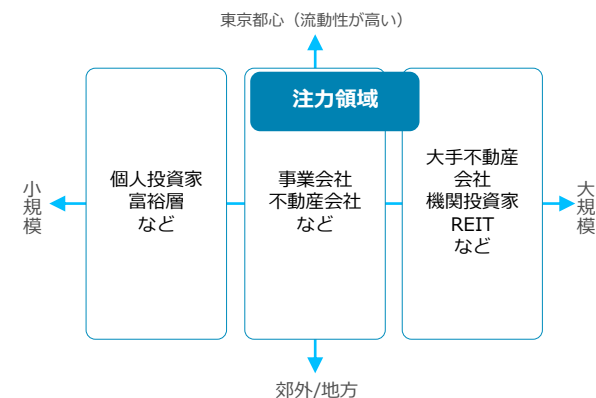 東京都心（流動性が高い）
注力領域
小規模
個人投資家
富裕層
など
事業会社
不動産会社
など
大手不動産
会社
機関投資家
REIT
など
大規模
郊外/地方